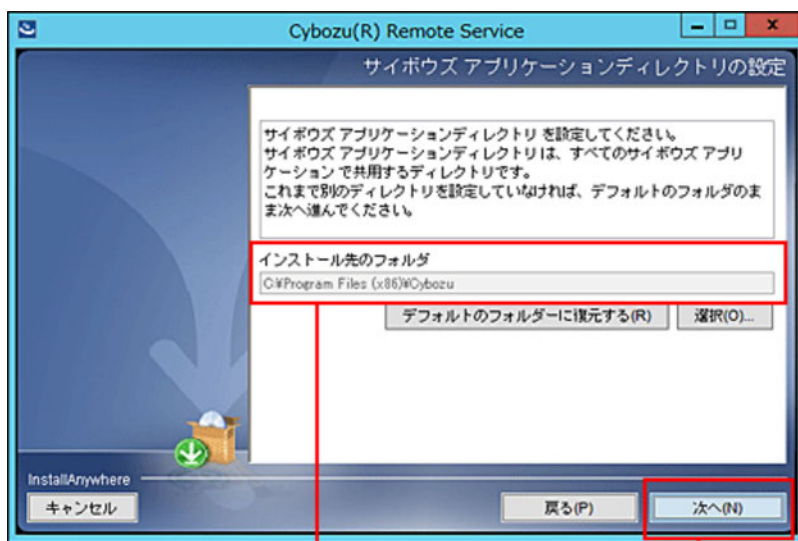 Cybozu(R) Remote Service
サイボウズ アプリケーションディレクトリの設定
サイボウズ アプリケーションディレクトリ を設定してください。
サイボウズ アプリケーションディレクトリは、すべてのサイボウズ アプリ
ケーション で共用するディレクトリです。
これまで別のディレクトリを設定していなければ、デフォルトのフォルダのま
ま次へ進んでください。
インストール先のフォルダ
C:¥Program Files (x86)¥Cybozu
デフォルトのフォルダーに復元する(R)
選択(O)...
InstallAnywhere
キャンセル
戻る(P)
次へ(N)